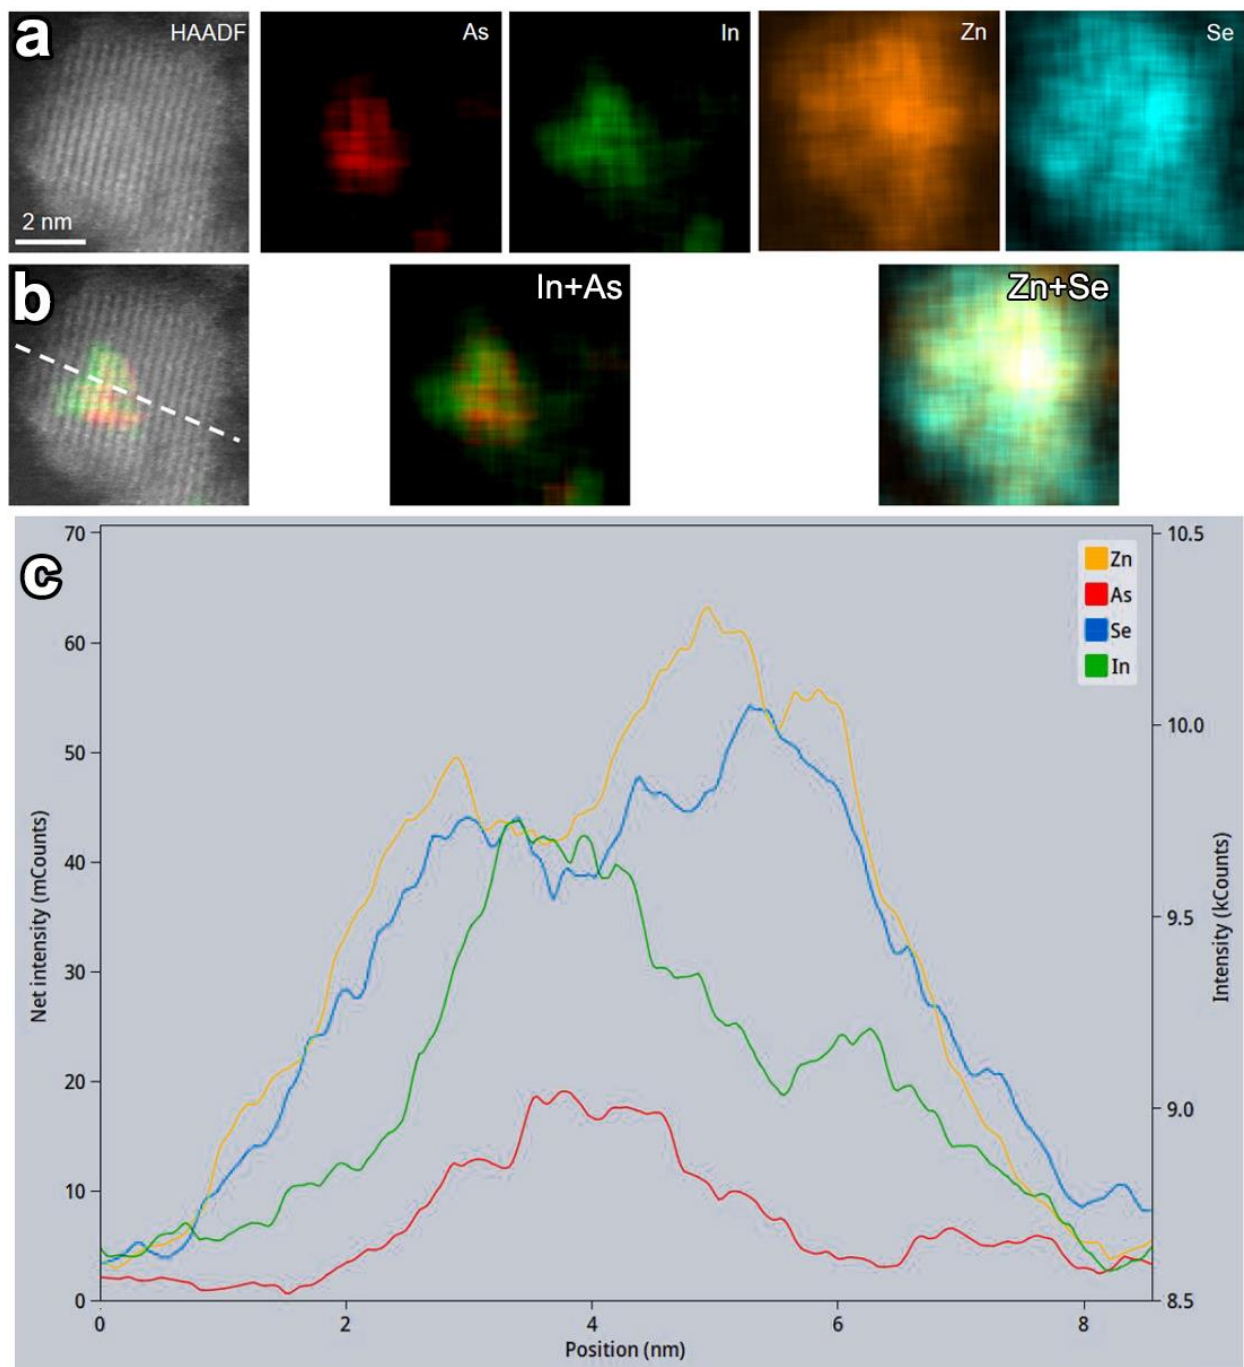 a
HAADF
As
In
Zn
Se
2 nm
b
In+As
Zn+Se
c
70
60
50
40
30
20
10
0
Net intensity (mCounts)
Zn
As
Se
In
10.5
10.0
9.5
9.0
8.5
Intensity (kCounts)
0 2 4 6 8
Position (nm)